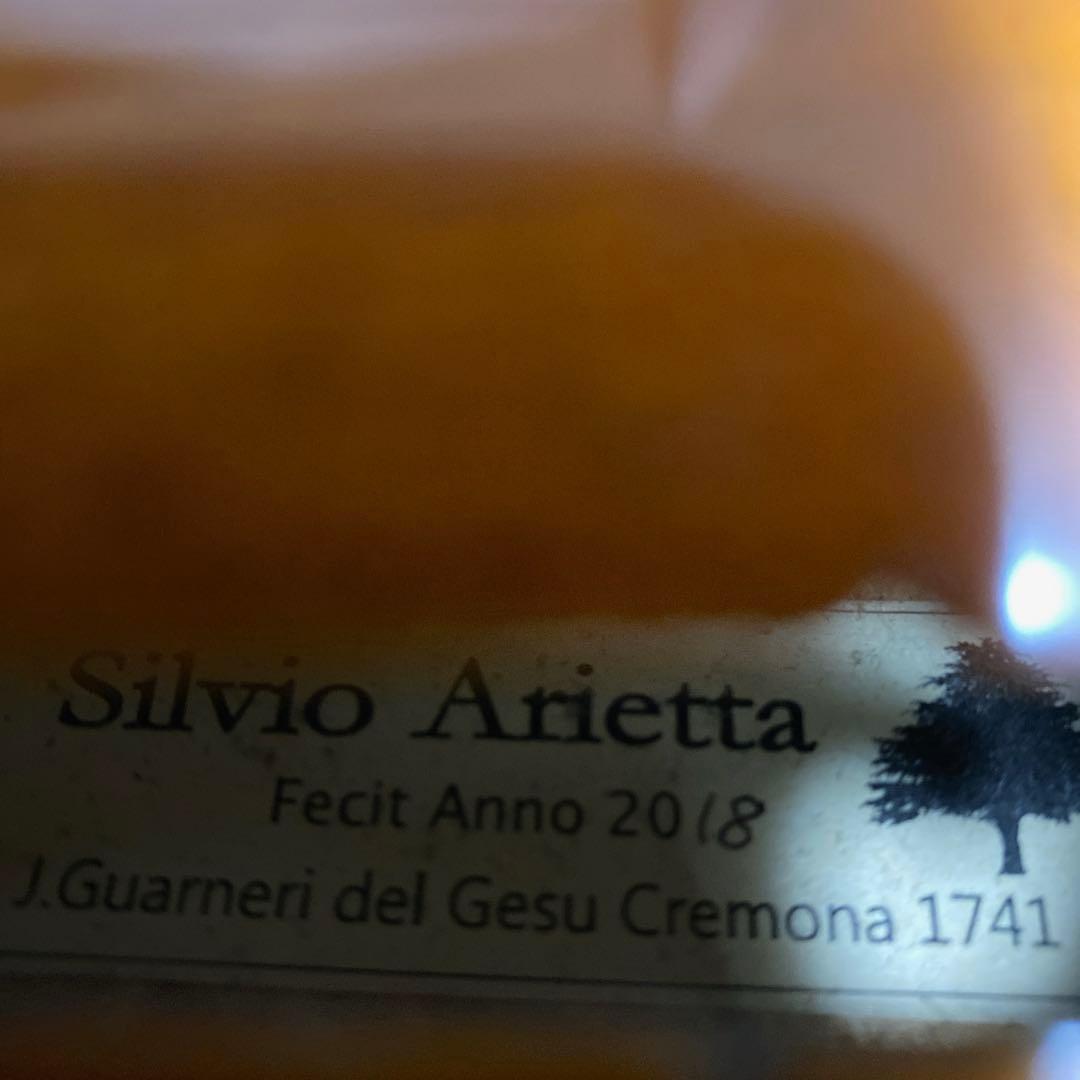 Silvio Arietta
Fecit Anno 2018
J.Guarneri del Gesu Cremona 1741